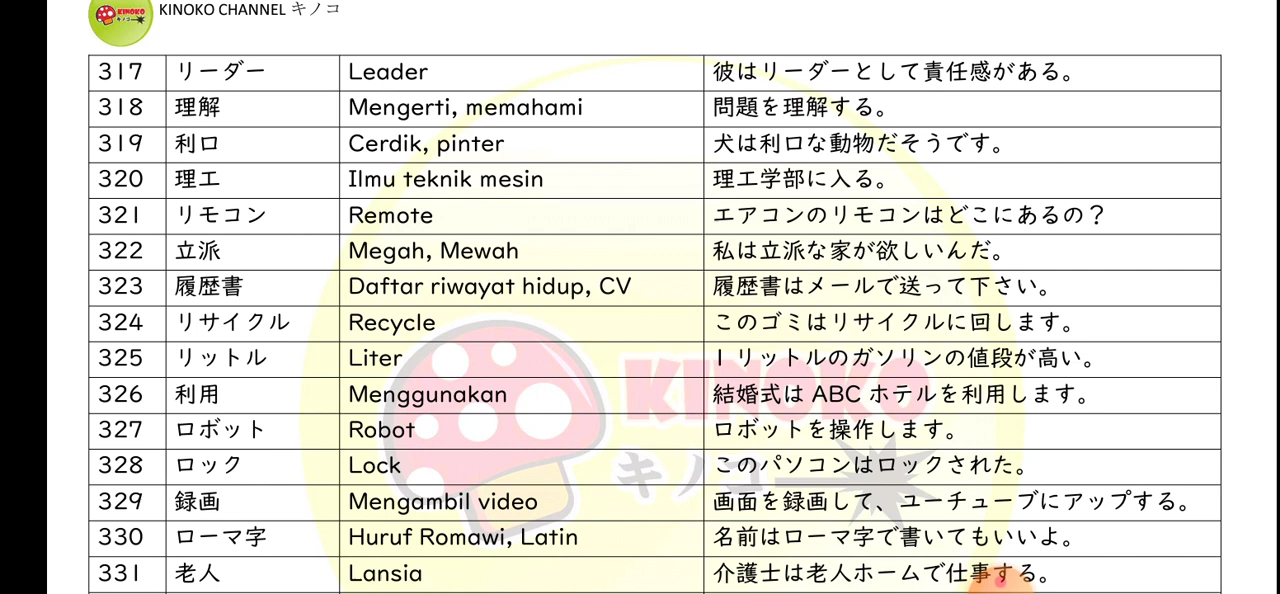 KINOKO CHANNEL キノコ
317 リーダー Leader 彼はリーダーとして責任感がある。
318 理解 Mengerti, memahami 問題を理解する。
319 利口 Cerdik, pinter 犬は利口な動物だそうです。
320 理工 Ilmu teknik mesin 理工学部に入る。
321 リモコン Remote エアコンのリモコンはどこにあるの？
322 立派 Megah, Mewah 私は立派な家が欲しいんだ。
323 履歴書 Daftar riwayat hidup, CV 履歴書はメールで送って下さい。
324 リサイクル Recycle このゴミはリサイクルに回します。
325 リットル Liter 1リットルのガソリンの値段が高い。
326 利用 Menggunakan 結婚式は ABC ホテルを利用します。
327 ロボット Robot ロボットを操作します。
328 ロック Lock このパソコンはロックされた。
329 録画 Mengambil video 画面を録画して、ユーチューブにアップする。
330 ローマ字 Huruf Romawi, Latin 名前はローマ字で書いてもいいよ。
331 老人 Lansia 介護士は老人ホームで仕事する。
KINOKO
キノコ